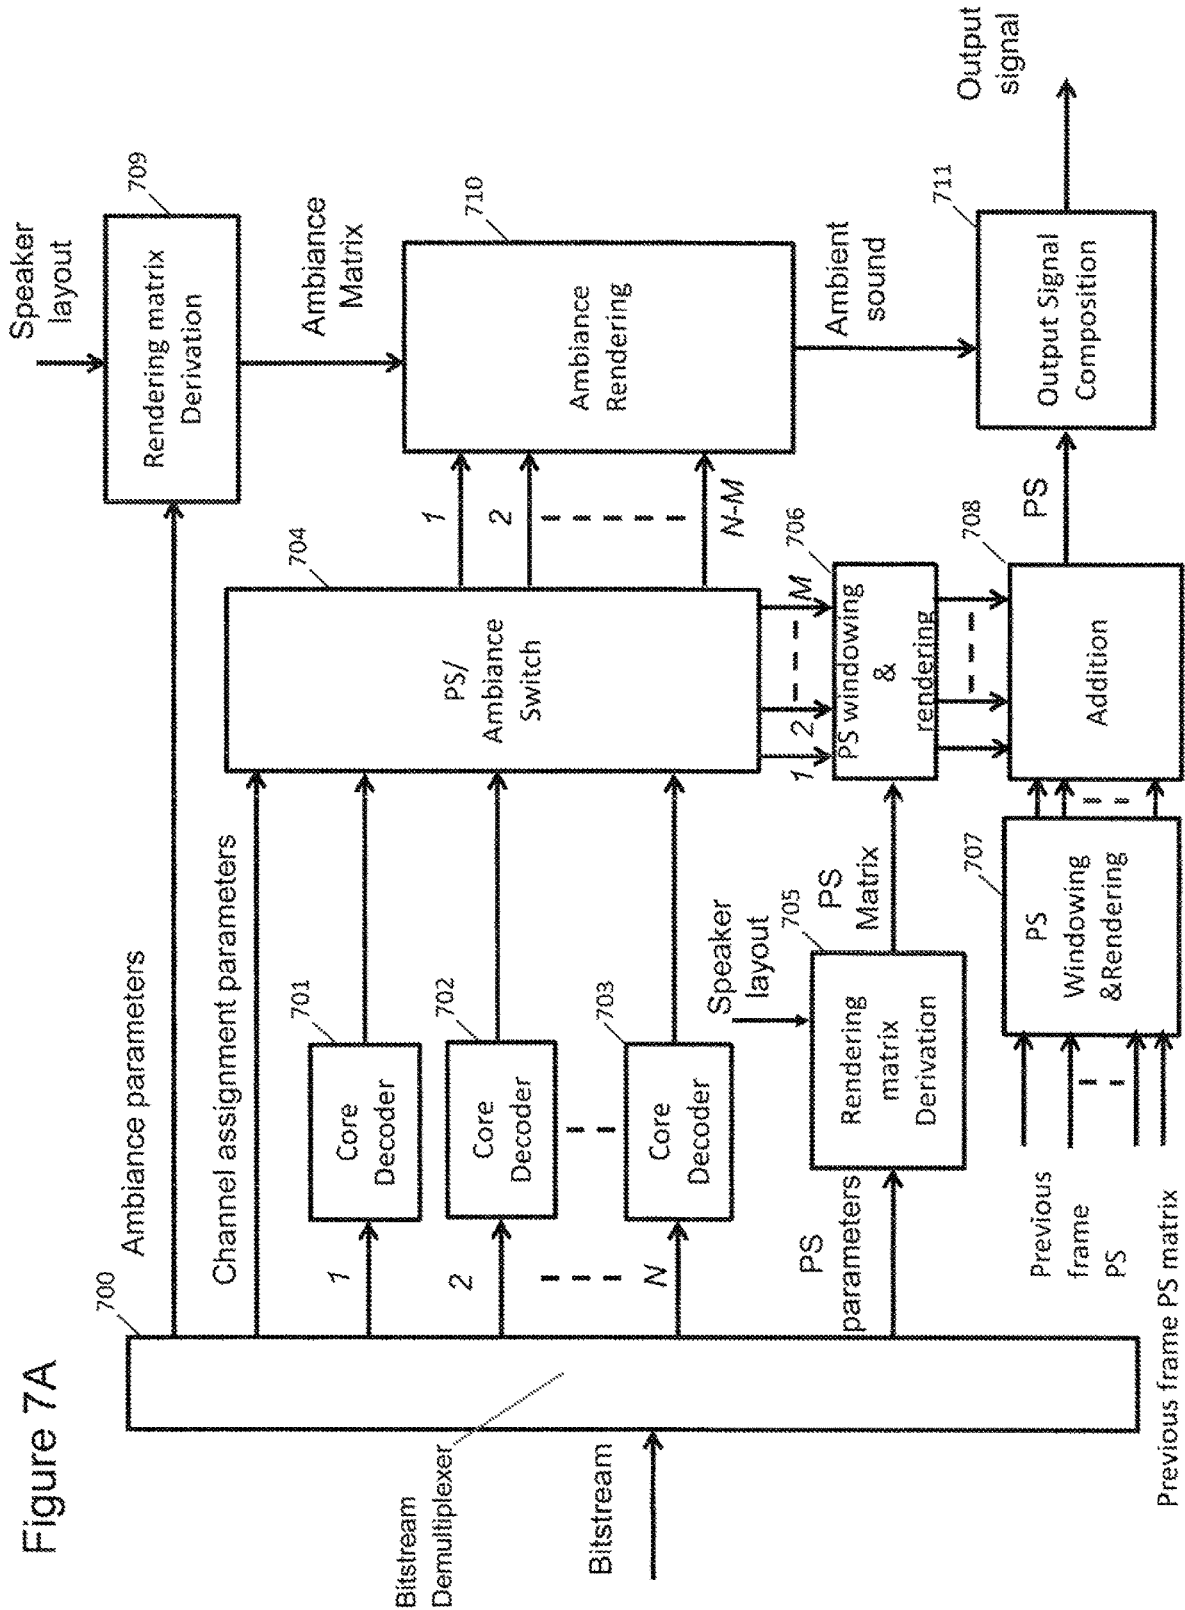 Figure 7A
Bitstream
Demultiplexer
Bitstream
700
Ambiance parameters
Channel assignment parameters
1
2
N
701
Core
Decoder
702
Core
Decoder
703
Core
Decoder
PS
parameters
Speaker
layout
705
Rendering
matrix
Derivation
PS
Matrix
Previous
frame
PS
Previous frame PS matrix
707
PS
Windowing
&Rendering
704
PS/
Ambiance
Switch
1
2
M
706
PS windowing
&
rendering
708
Addition
PS
Speaker
layout
709
Rendering matrix
Derivation
Ambiance
Matrix
1
2
N-M
710
Ambiance
Rendering
Ambient
sound
711
Output Signal
Composition
Output
signal